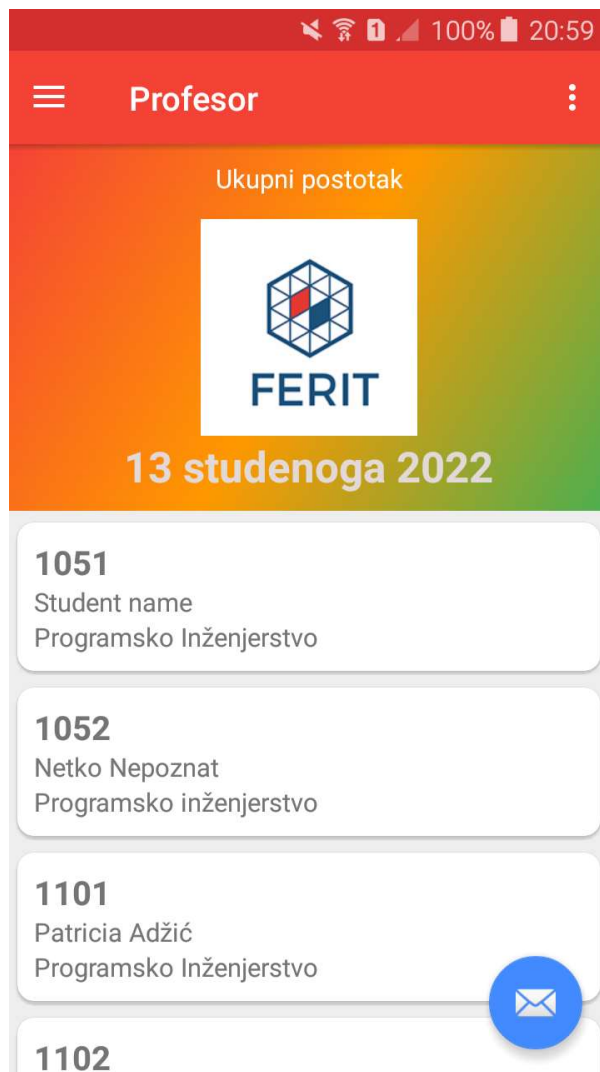 1 100% 20:59
Profesor
Ukupni postotak
FERIT
13 studenoga 2022
1051
Student name
Programsko Inženjerstvo
1052
Netko Nepoznat
Programsko inženjerstvo
1101
Patricia Adžić
Programsko Inženjerstvo
1102